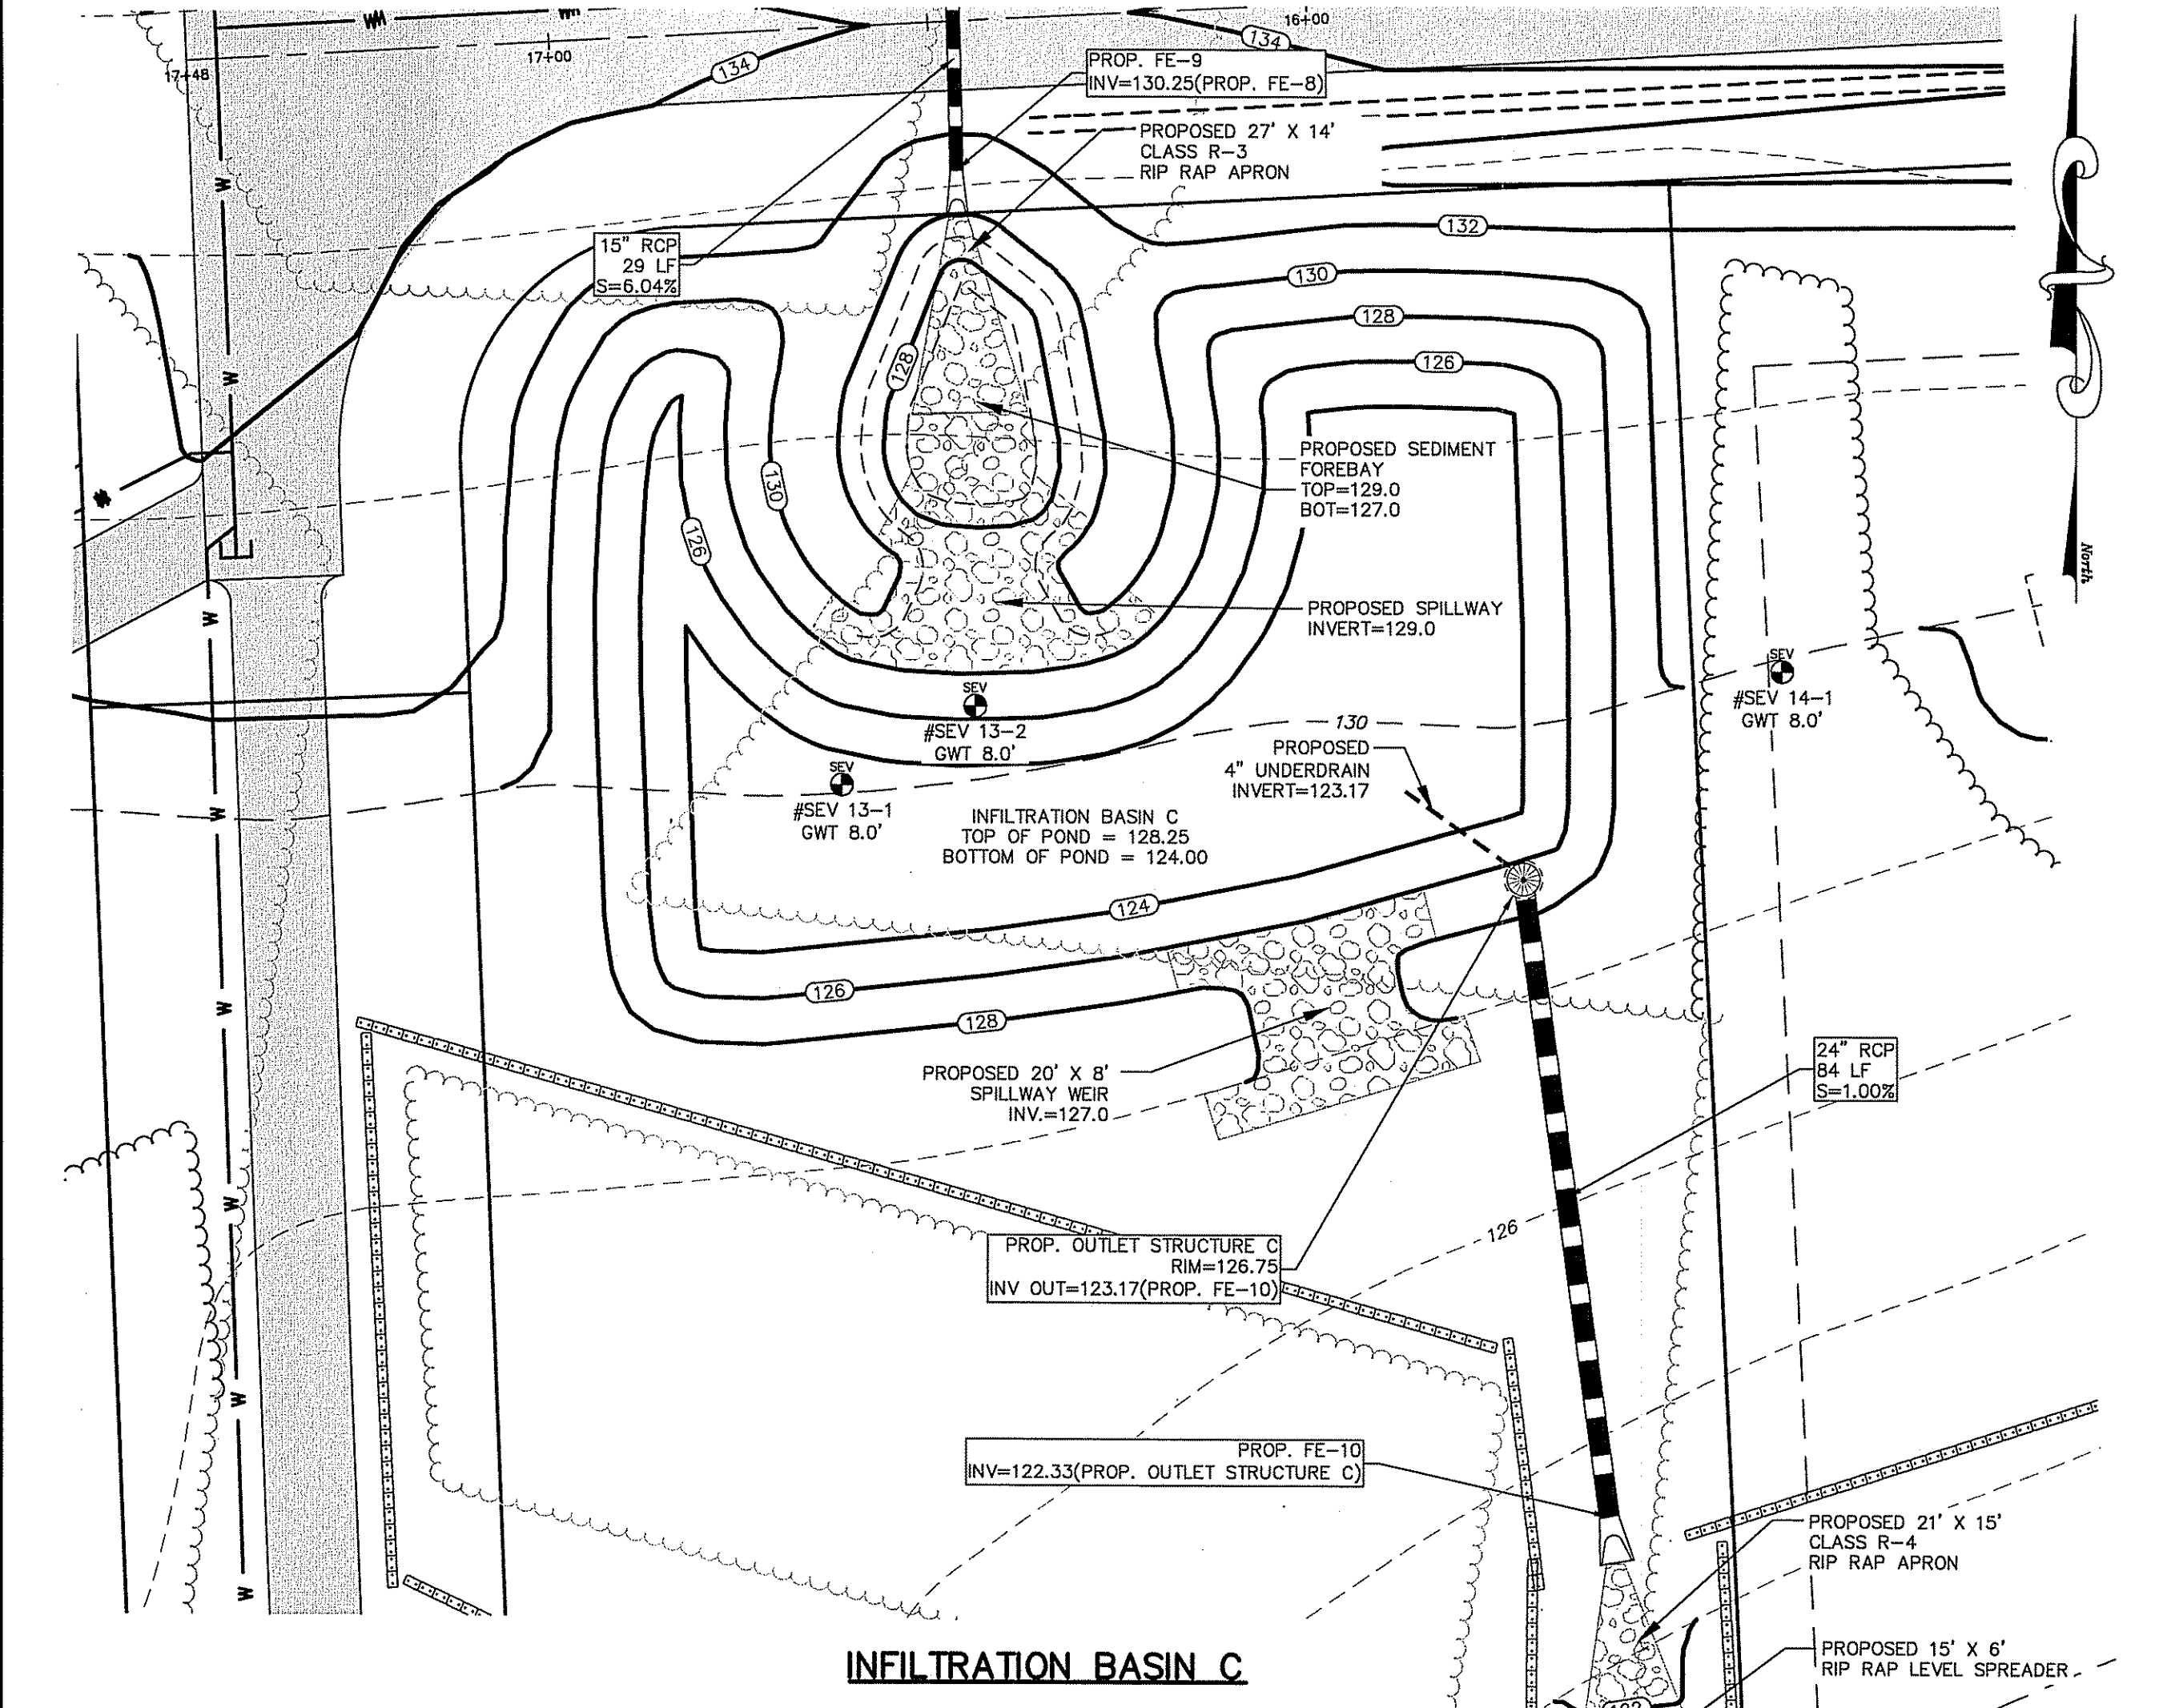 WM
WM
16+00
17+00
17+48
134
134
PROP. FE-9
INV=130.25(PROP. FE-8)
PROPOSED 27' X 14'
CLASS R-3
RIP RAP APRON
W
132
15" RCP
29 LF
S=6.04%
130
128
126
128
W
PROPOSED SEDIMENT
FOREBAY
TOP=129.0
BOT=127.0
130
126
North
PROPOSED SPILLWAY
INVERT=129.0
W
SEV
#SEV 14-1
GWT 8.0'
SEV
#SEV 13-2
GWT 8.0'
130
PROPOSED
4" UNDERDRAIN
INVERT=123.17
SEV
#SEV 13-1
GWT 8.0'
W
INFILTRATION BASIN C
TOP OF POND = 128.25
BOTTOM OF POND = 124.00
124
126
128
W
PROPOSED 20' X 8'
SPILLWAY WEIR
INV.=127.0
24" RCP
84 LF
S=1.00%
W
126
PROP. OUTLET STRUCTURE C
RIM=126.75
INV OUT=123.17(PROP. FE-10)
W
PROP. FE-10
INV=122.33(PROP. OUTLET STRUCTURE C)
W
PROPOSED 21' X 15'
CLASS R-4
RIP RAP APRON
PROPOSED 15' X 6'
RIP RAP LEVEL SPREADER
INFILTRATION BASIN C